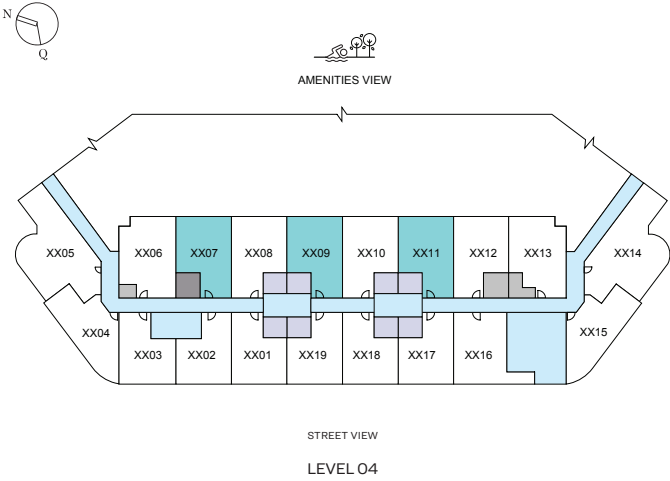 N
Q
AMENITIES VIEW
XX05
XX06
XX07
XX08
XX09
XX10
XX11
XX12
XX13
XX14
XX04
XX03
XX02
XX01
XX19
XX18
XX17
XX16
XX15
STREET VIEW
LEVEL 04